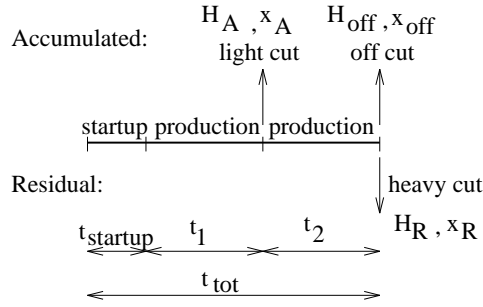 Accumulated:
H_A , x_A
light cut
H_off , x_off
off cut
startup production production
Residual:
heavy cut
H_R , x_R
t_startup t_1 t_2
t_tot